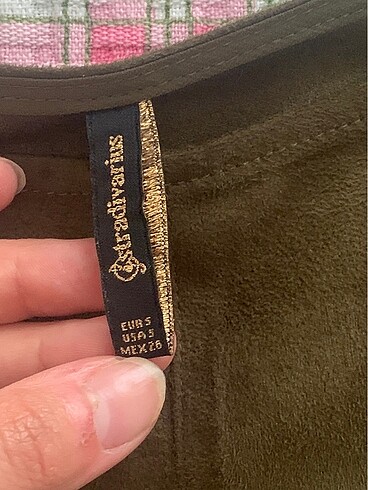 Stradivarius
EUR S
USA S
MEX 26